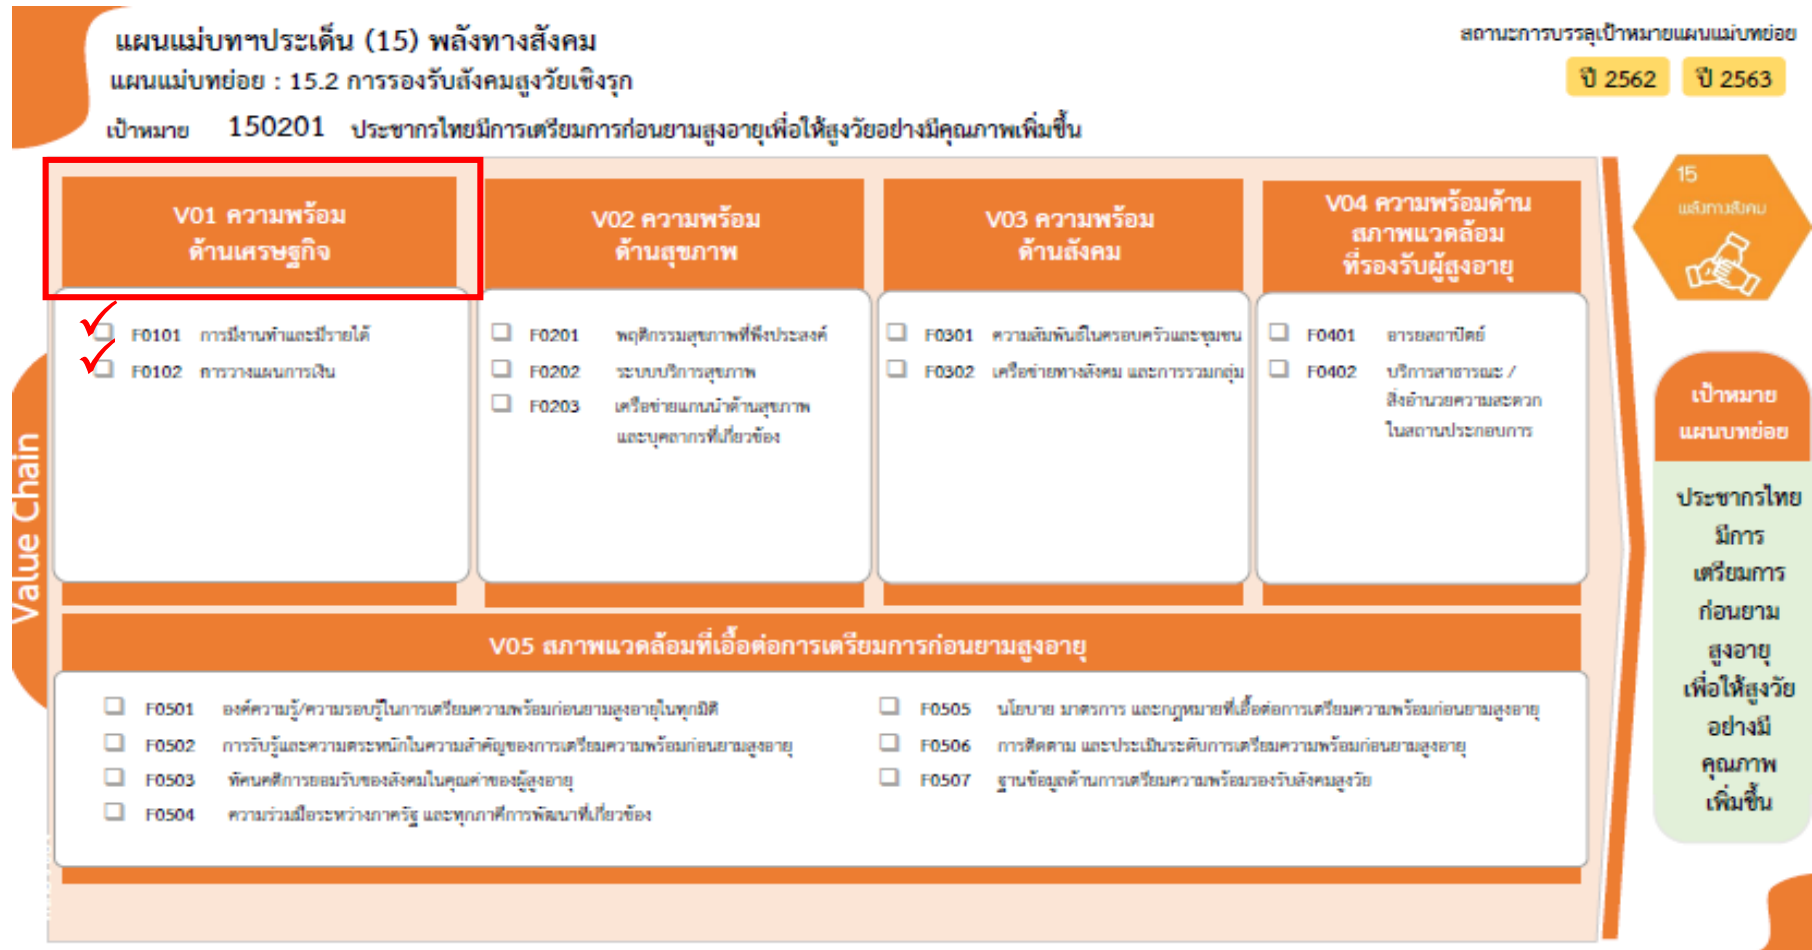 แผนแม่บทฯประเด็น (15) พลังทางสังคม
แผนแม่บทย่อย : 15.2 การรองรับสังคมสูงวัยเชิงรุก
เป้าหมาย 150201 ประชากรไทยมีการเตรียมการก่อนยามสูงอายุเพื่อให้สูงวัยอย่างมีคุณภาพเพิ่มขึ้น
สถานะการบรรลุเป้าหมายแผนแม่บทย่อย
ปี 2562 ปี 2563
V01 ความพร้อม
ด้านเศรษฐกิจ
F0101 การมีงานทำและมีรายได้
F0102 การวางแผนการเงิน
V02 ความพร้อม
ด้านสุขภาพ
F0201 พฤติกรรมสุขภาพที่พึงประสงค์
F0202 ระบบบริการสุขภาพ
F0203 เครือข่ายแกนนำด้านสุขภาพ
และบุคลากรที่เกี่ยวข้อง
V03 ความพร้อม
ด้านสังคม
F0301 ความสัมพันธ์ในครอบครัวและชุมชน
F0302 เครือข่ายทางสังคม และการรวมกลุ่ม
V04 ความพร้อมด้าน
สภาพแวดล้อม
ที่รองรับผู้สูงอายุ
F0401 อารยสถาปัตย์
F0402 บริการสาธารณะ /
สิ่งอำนวยความสะดวก
ในสถานประกอบการ
Value Chain
V05 สภาพแวดล้อมที่เอื้อต่อการเตรียมการก่อนยามสูงอายุ
F0501 องค์ความรู้/ความรอบรู้ในการเตรียมความพร้อมก่อนยามสูงอายุในทุกมิติ
F0502 การรับรู้และความตระหนักในความสำคัญของการเตรียมความพร้อมก่อนยามสูงอายุ
F0503 ทัศนคติการยอมรับของสังคมในคุณค่าของผู้สูงอายุ
F0504 ความร่วมมือระหว่างภาครัฐ และทุกภาคีการพัฒนาที่เกี่ยวข้อง
F0505 นโยบาย มาตรการ และกฎหมายที่เอื้อต่อการเตรียมความพร้อมก่อนยามสูงอายุ
F0506 การติดตาม และประเมินระดับการเตรียมความพร้อมก่อนยามสูงอายุ
F0507 ฐานข้อมูลด้านการเตรียมความพร้อมรองรับสังคมสูงวัย
15
พลังทางสังคม
เป้าหมาย
แผนบทย่อย
ประชากรไทย
มีการ
เตรียมการ
ก่อนยาม
สูงอายุ
เพื่อให้สูงวัย
อย่างมี
คุณภาพ
เพิ่มขึ้น